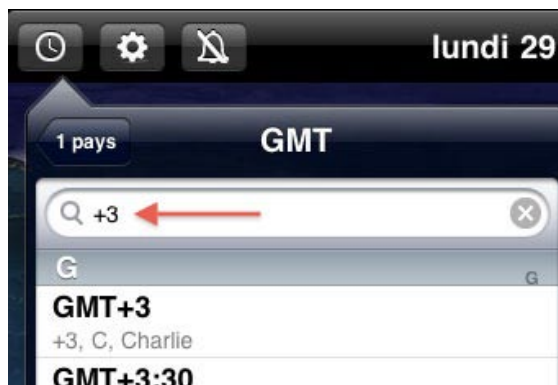 lundi 29
1 pays
GMT
+3
G
G
GMT+3
+3, C, Charlie
GMT+3:30